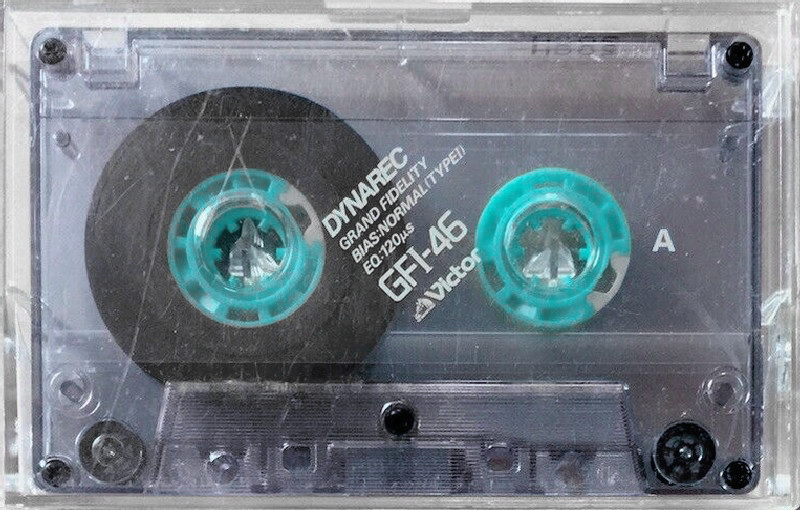 DYNAREC
GRAND FIDELITY
BIAS:NORMAL(TYPEI)
EQ:120μs
GFI-46
Victor
A